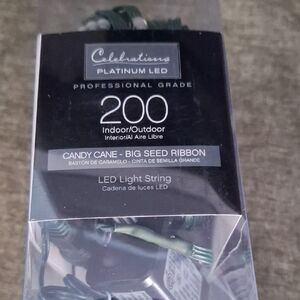 Celebrations
PLATINUM LED
PROFESSIONAL GRADE
200
Indoor/Outdoor
Interior/Al Aire Libre
CANDY CANE - BIG SEED RIBBON
BASTÓN DE CARAMELO - CINTA DE SEMILLA GRANDE
LED Light String
Cadena de luces LED